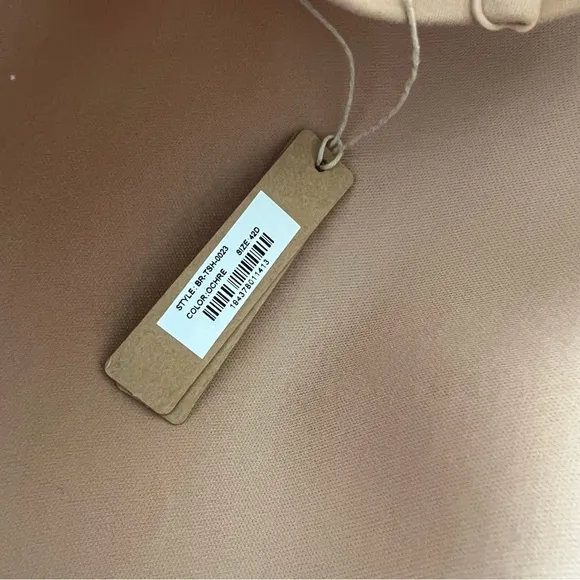 STYLE: BR-TSH-0023
COLOR:OCHRE SIZE:42D
194378011413